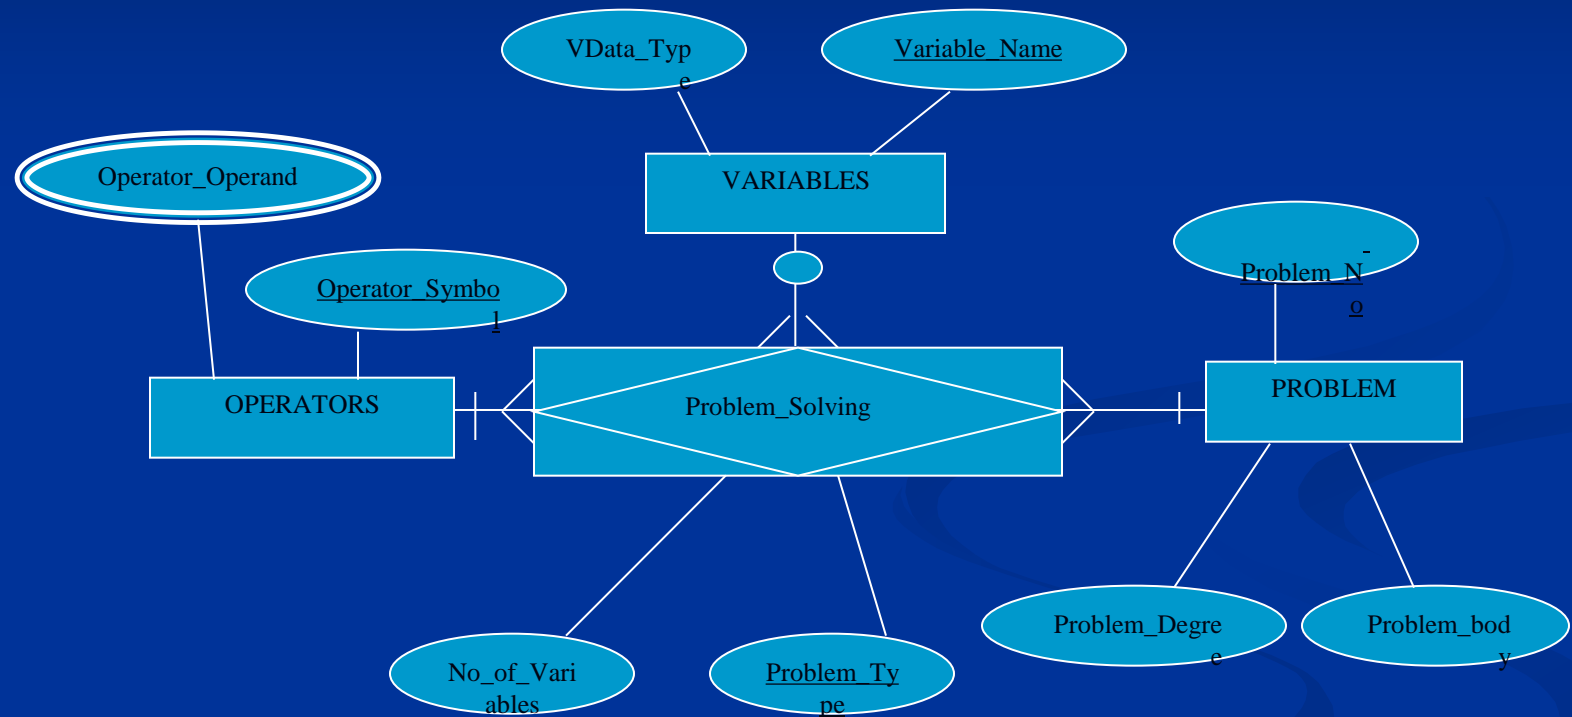 VData_Typ
e
Variable_Name
Operator_Operand
VARIABLES
Operator_Symbo
l
-
Problem_N
o
OPERATORS
Problem_Solving
PROBLEM
No_of_Vari
ables
Problem_Ty
pe
Problem_Degre
e
Problem_bod
y